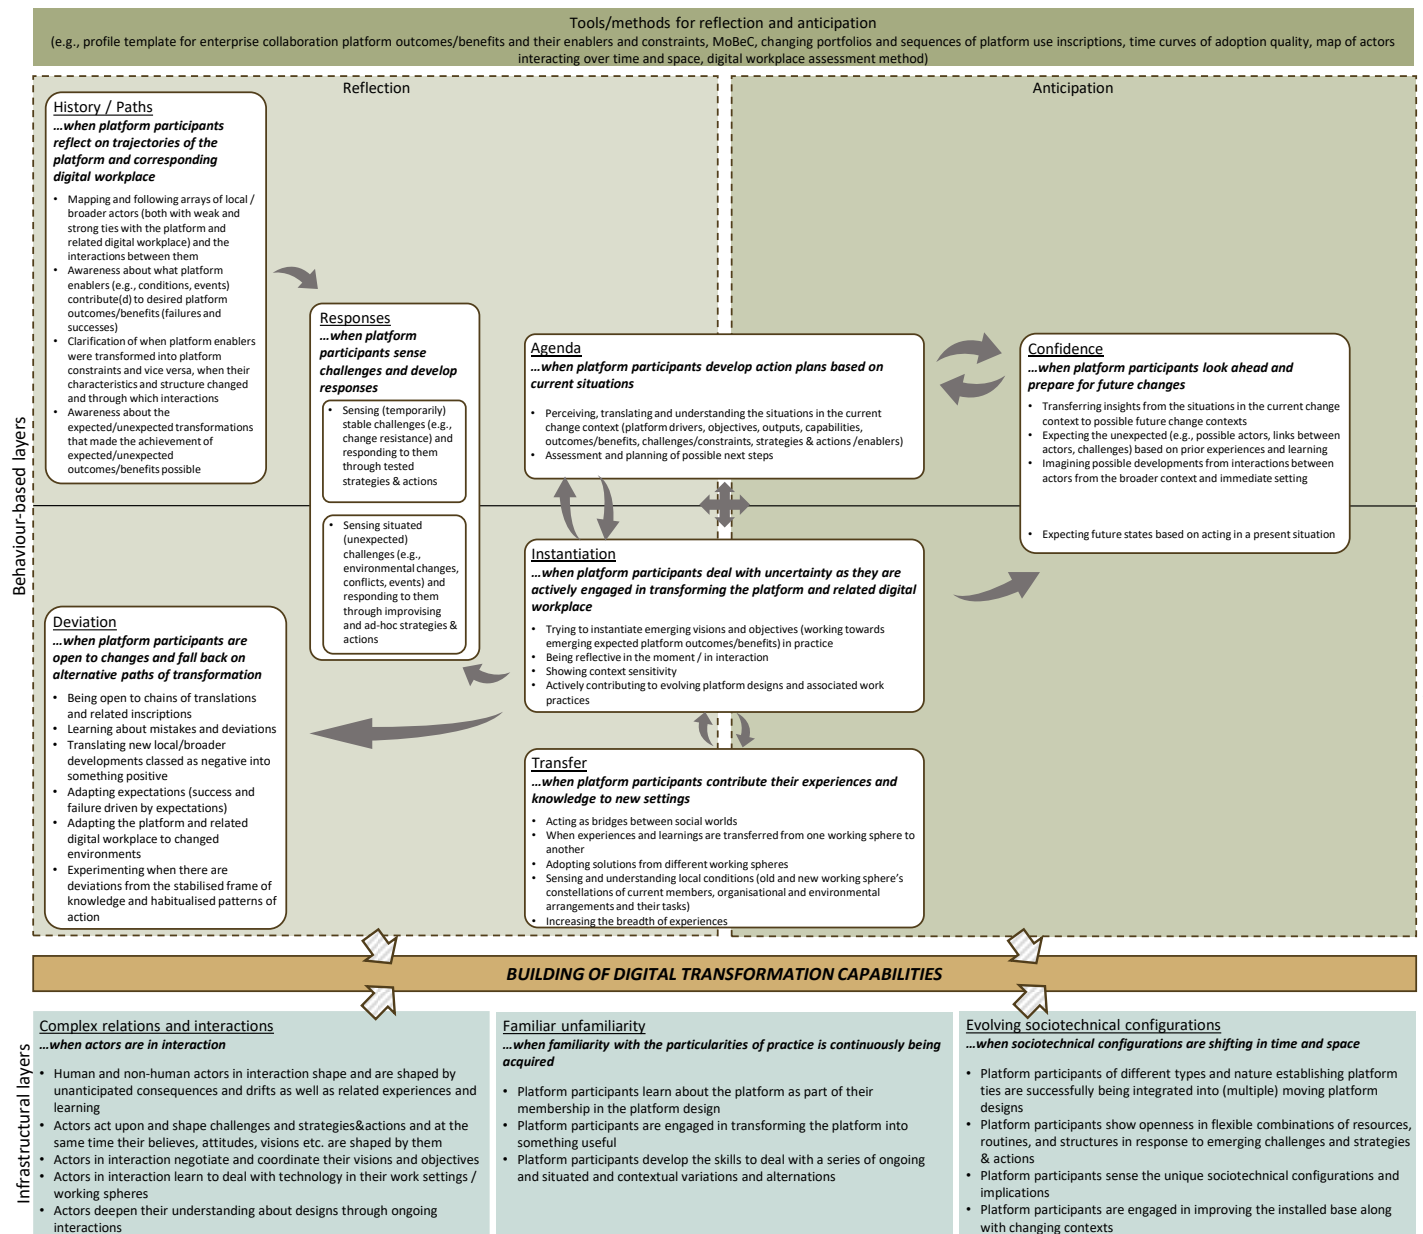 Tools/methods for reflection and anticipation
(e.g., profile template for enterprise collaboration platform outcomes/benefits and their enablers and constraints, MoBeC, changing portfolios and sequences of platform use inscriptions, time curves of adoption quality, map of actors
interacting over time and space, digital workplace assessment method)
Reflection
Anticipation
Behaviour-based layers
History / Paths
...when platform participants
reflect on trajectories of the
platform and corresponding
digital workplace
• Mapping and following arrays of local /
broader actors (both with weak and
strong ties with the platform and
related digital workplace) and the
interactions between them
• Awareness about what platform
enablers (e.g., conditions, events)
contribute(d) to desired platform
outcomes/benefits (failures and
successes)
• Clarification of when platform enablers
were transformed into platform
constraints and vice versa, when their
characteristics and structure changed
and through which interactions
• Awareness about the
expected/unexpected transformations
that made the achievement of
expected/unexpected
outcomes/benefits possible
Responses
...when platform
participants sense
challenges and develop
responses
• Sensing (temporarily)
stable challenges (e.g.,
change resistance) and
responding to them
through tested
strategies & actions
• Sensing situated
(unexpected)
challenges (e.g.,
environmental changes,
conflicts, events) and
responding to them
through improvising
and ad-hoc strategies &
actions
Agenda
...when platform participants develop action plans based on
current situations
• Perceiving, translating and understanding the situations in the current
change context (platform drivers, objectives, outputs, capabilities,
outcomes/benefits, challenges/constraints, strategies & actions /enablers)
• Assessment and planning of possible next steps
Confidence
...when platform participants look ahead and
prepare for future changes
• Transferring insights from the situations in the current change
context to possible future change contexts
• Expecting the unexpected (e.g., possible actors, links between
actors, challenges) based on prior experiences and learning
• Imagining possible developments from interactions between
actors from the broader context and immediate setting
• Expecting future states based on acting in a present situation
Instantiation
...when platform participants deal with uncertainty as they are
actively engaged in transforming the platform and related digital
workplace
• Trying to instantiate emerging visions and objectives (working towards
emerging expected platform outcomes/benefits) in practice
• Being reflective in the moment / in interaction
• Showing context sensitivity
• Actively contributing to evolving platform designs and associated work
practices
Deviation
...when platform participants are
open to changes and fall back on
alternative paths of transformation
• Being open to chains of translations
and related inscriptions
• Learning about mistakes and deviations
• Translating new local/broader
developments classed as negative into
something positive
• Adapting expectations (success and
failure driven by expectations)
• Adapting the platform and related
digital workplace to changed
environments
• Experimenting when there are
deviations from the stabilised frame of
knowledge and habitualised patterns of
action
Transfer
...when platform participants contribute their experiences and
knowledge to new settings
• Acting as bridges between social worlds
• When experiences and learnings are transferred from one working sphere to
another
• Adopting solutions from different working spheres
• Sensing and understanding local conditions (old and new working sphere's
constellations of current members, organisational and environmental
arrangements and their tasks)
• Increasing the breadth of experiences
BUILDING OF DIGITAL TRANSFORMATION CAPABILITIES
Infrastructural layers
Complex relations and interactions
...when actors are in interaction
• Human and non-human actors in interaction shape and are shaped by
unanticipated consequences and drifts as well as related experiences and
learning
• Actors act upon and shape challenges and strategies&actions and at the
same time their believes, attitudes, visions etc. are shaped by them
• Actors in interaction negotiate and coordinate their visions and objectives
• Actors in interaction learn to deal with technology in their work settings /
working spheres
• Actors deepen their understanding about designs through ongoing
interactions
Familiar unfamiliarity
...when familiarity with the particularities of practice is continuously being
acquired
• Platform participants learn about the platform as part of their
membership in the platform design
• Platform participants are engaged in transforming the platform into
something useful
• Platform participants develop the skills to deal with a series of ongoing
and situated and contextual variations and alternations
Evolving sociotechnical configurations
...when sociotechnical configurations are shifting in time and space
• Platform participants of different types and nature establishing platform
ties are successfully being integrated into (multiple) moving platform
designs
• Platform participants show openness in flexible combinations of resources,
routines, and structures in response to emerging challenges and strategies
& actions
• Platform participants sense the unique sociotechnical configurations and
implications
• Platform participants are engaged in improving the installed base along
with changing contexts